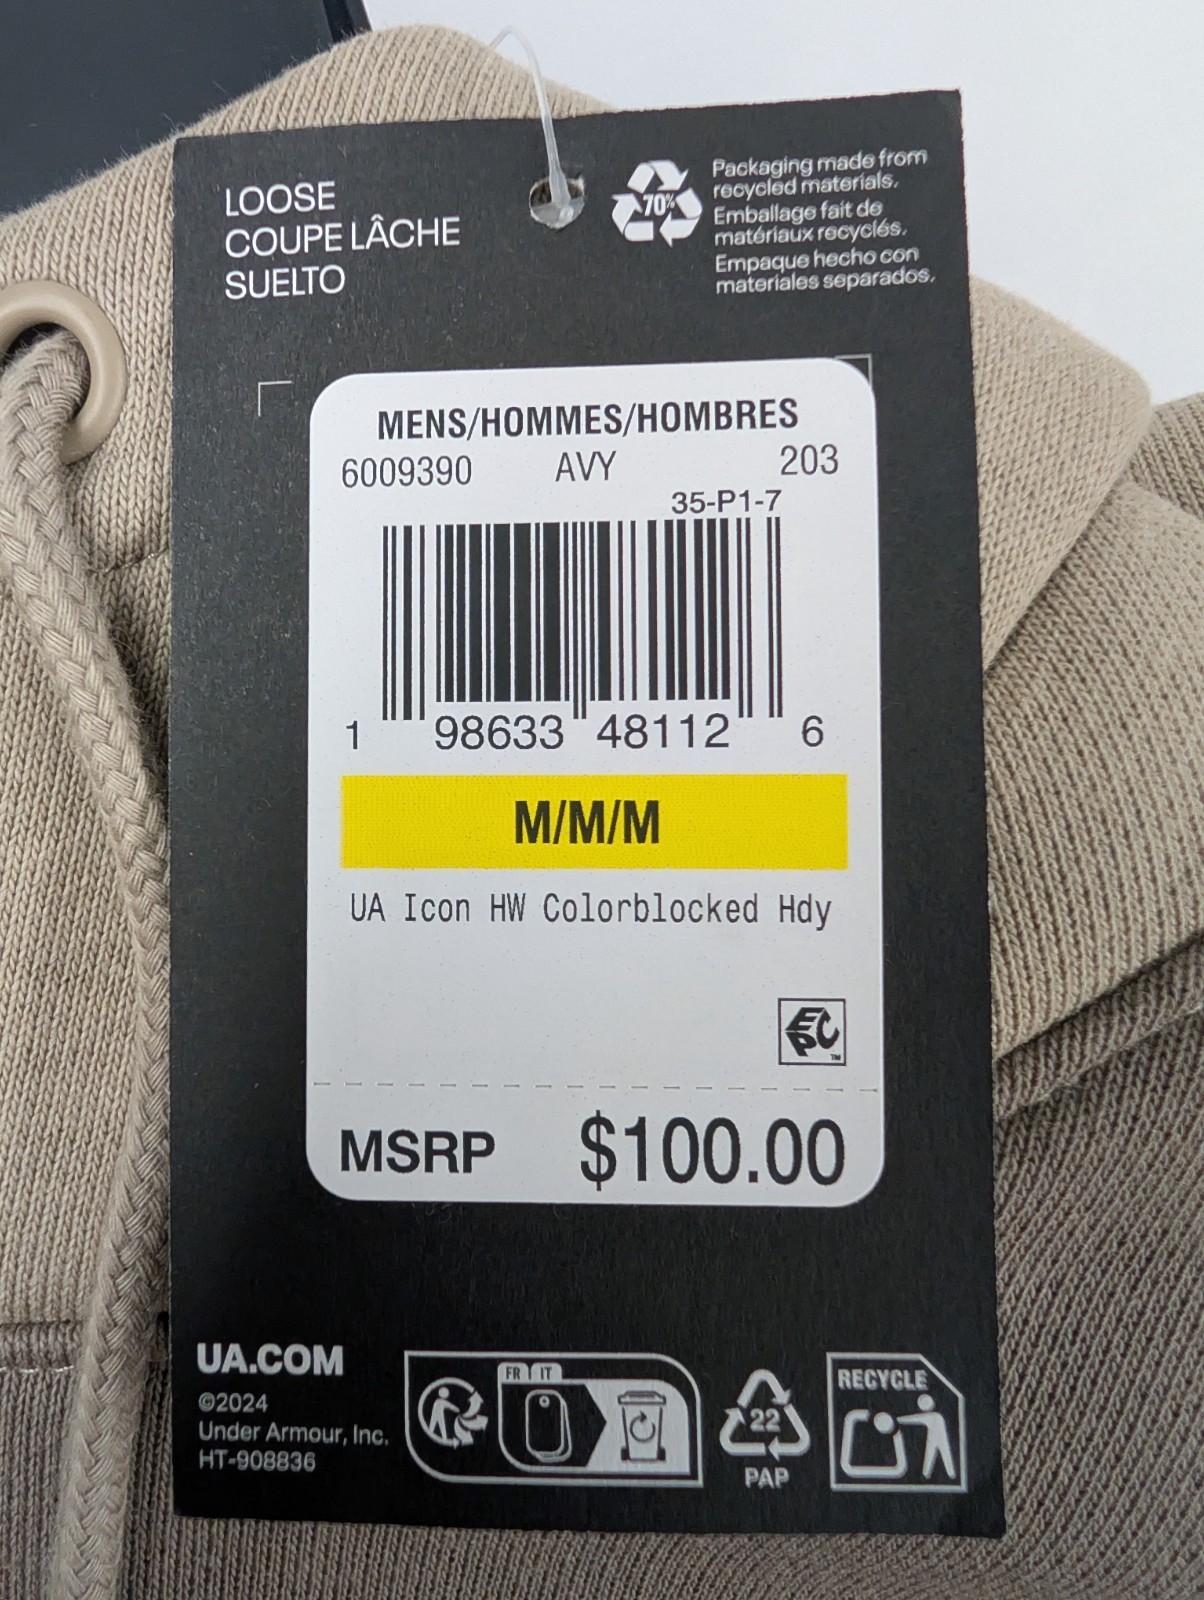 LOOSE
COUPE LÂCHE
SUELTO
70%
Packaging made from
recycled materials.
Emballage fait de
matériaux recyclés.
Empaque hecho con
materiales separados.
MENS/HOMMES/HOMBRES
6009390 AVY 203
35-P1-7
1 98633 48112 6
M/M/M
UA Icon HW Colorblocked Hdy
EPC
TM
MSRP $100.00
UA.COM
©2024
Under Armour, Inc.
HT-908836
FR IT
22
PAP
RECYCLE